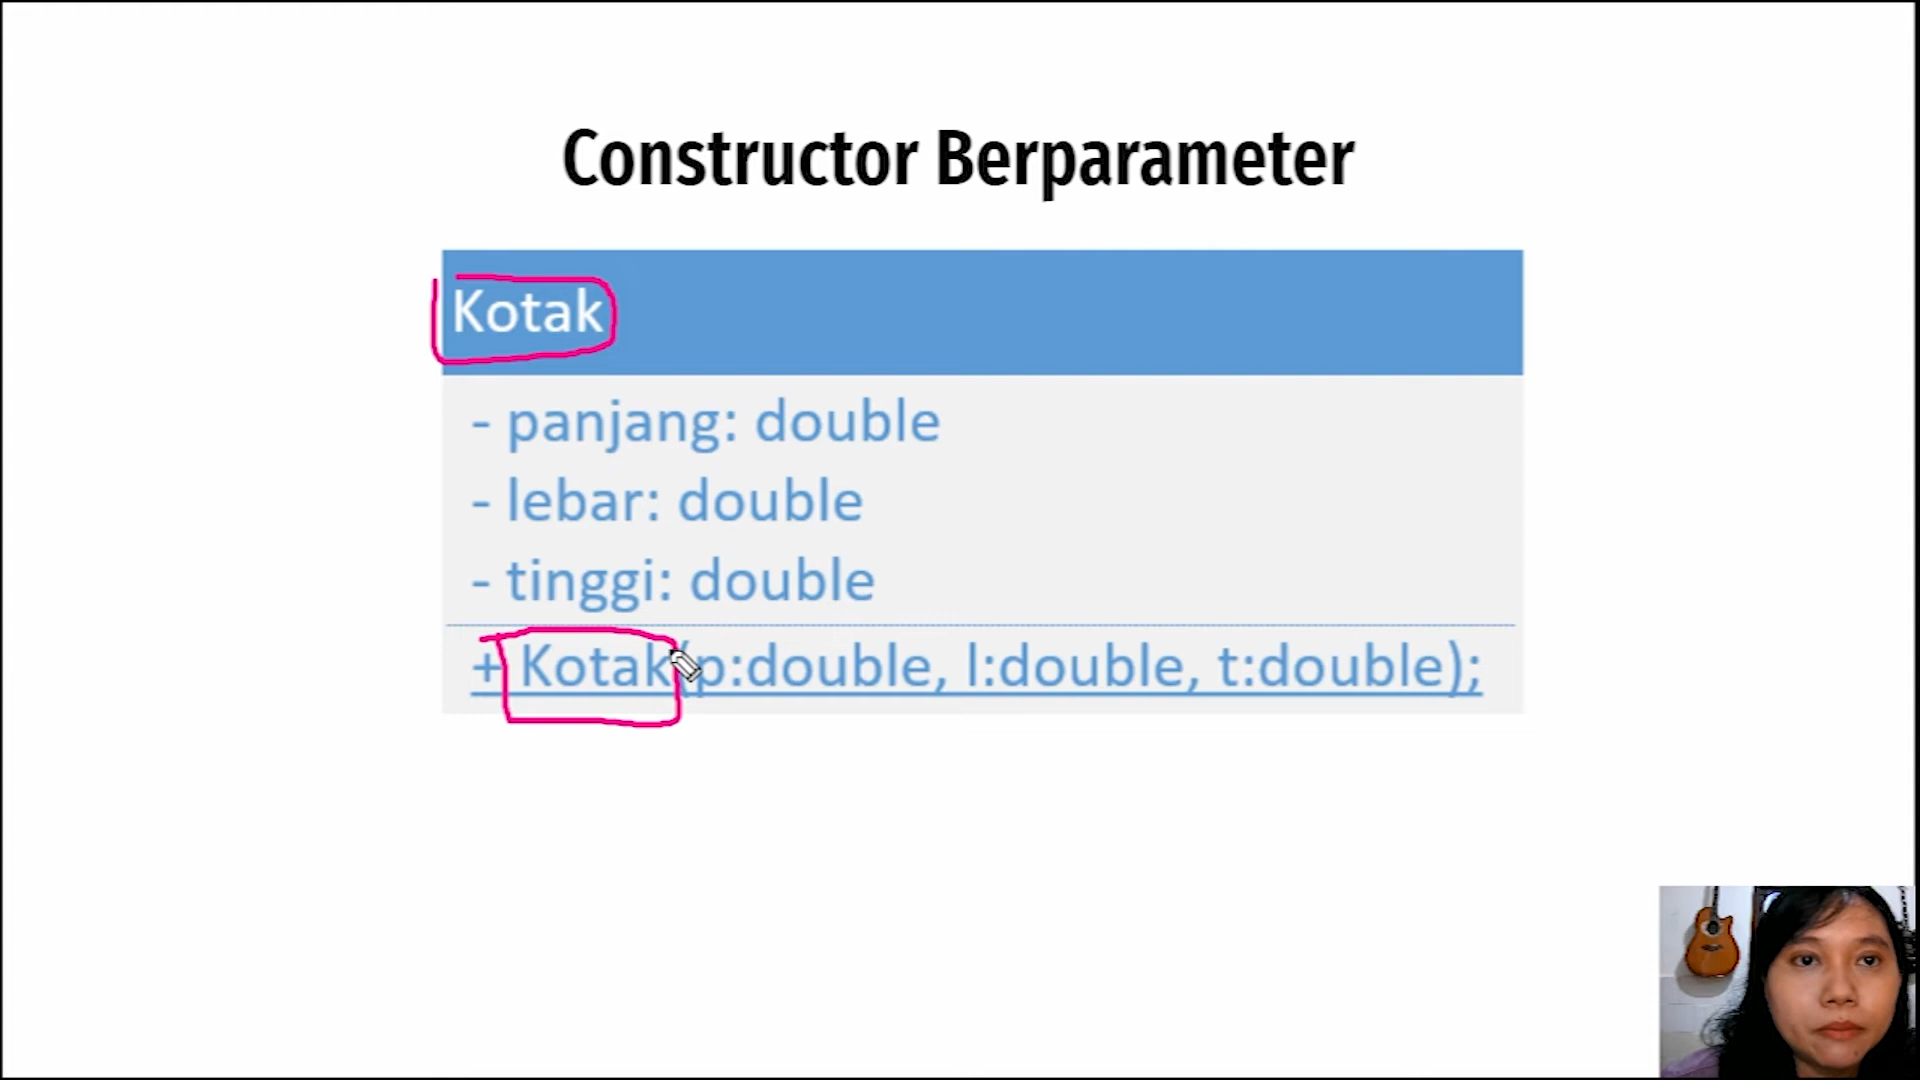 Constructor Berparameter
Kotak
- panjang: double
- lebar: double
- tinggi: double
+ Kotak(p:double, l:double, t:double);